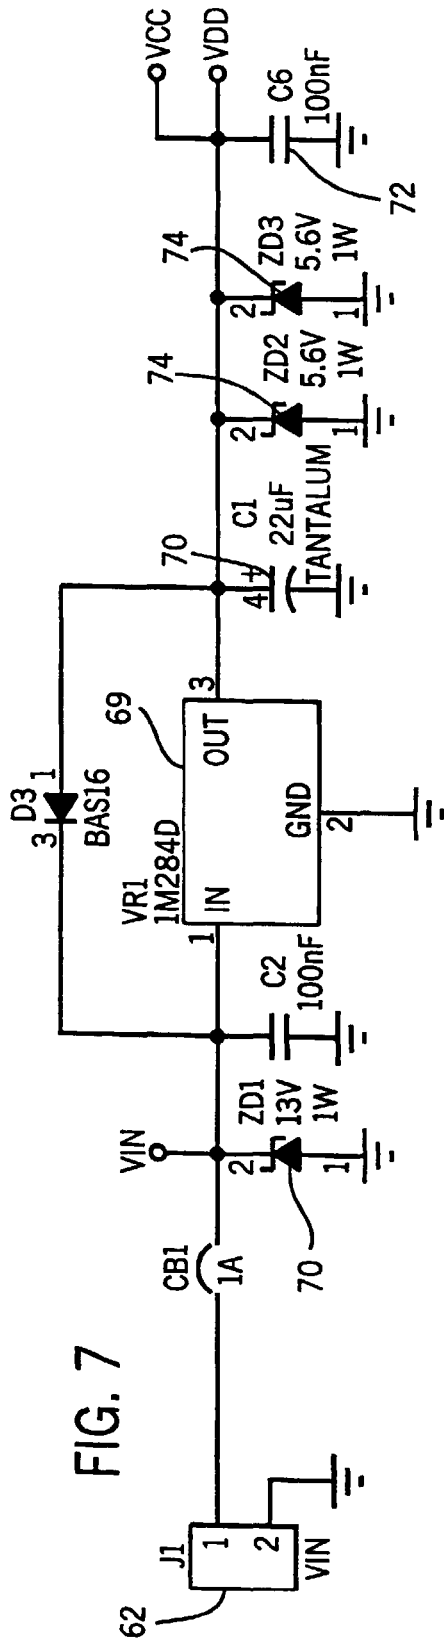 FIG. 7
62
J1
1
2
VIN
CB1
1A
VIN
2
1
ZD1
13V
1W
70
C2
100nF
D3
3
1
BAS16
VR1
1M284D
69
1
IN
OUT
3
GND
2
70
4
+
C1
22uF
TANTALUM
74
2
1
ZD2
5.6V
1W
74
2
1
ZD3
5.6V
1W
C6
100nF
72
VCC
VDD